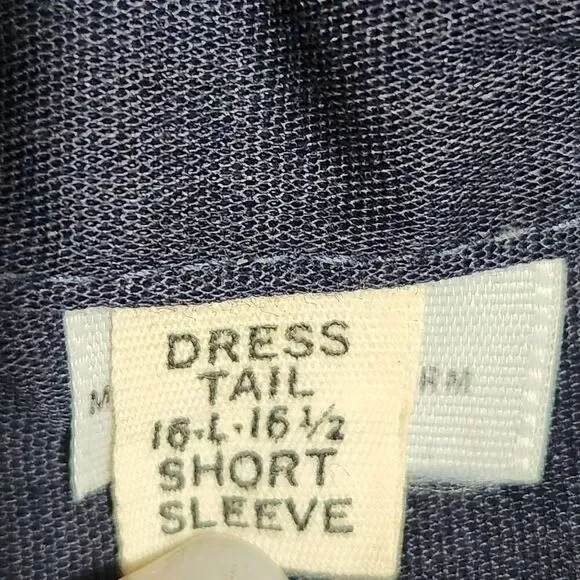 DRESS
TAIL
16-L-16 1/2
SHORT
SLEEVE